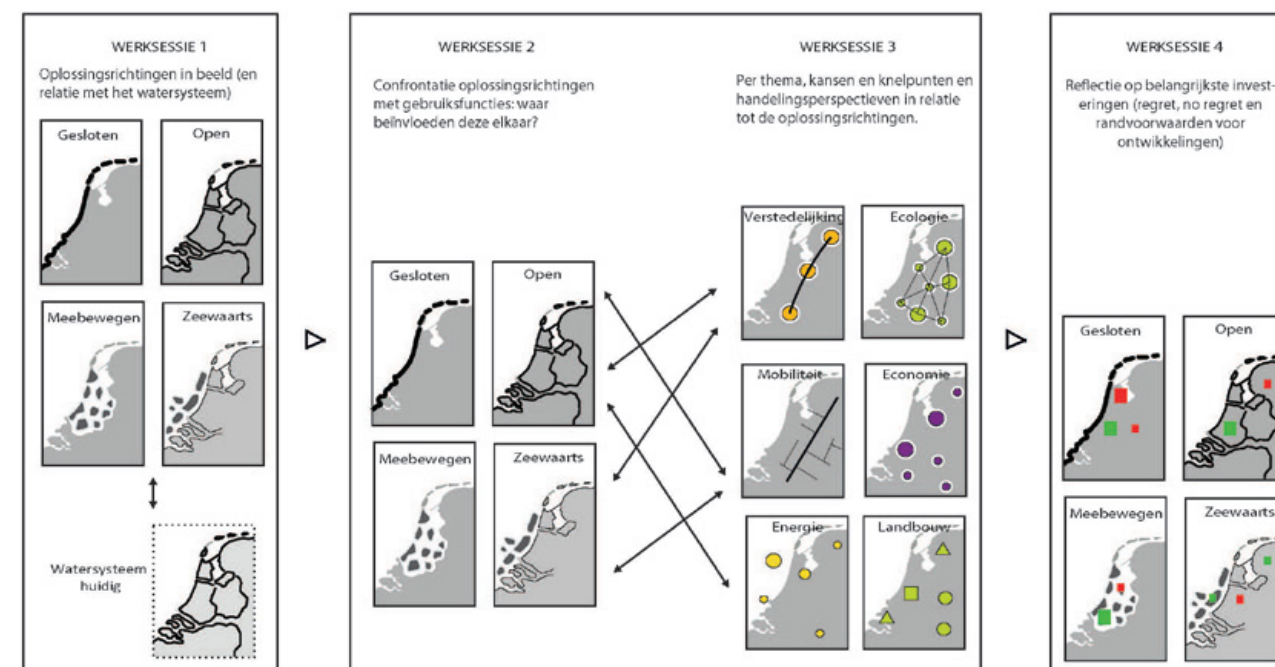 WERKSESSIE 1
Oplossingsrichtingen in beeld (en
relatie met het watersysteem)
Gesloten
Open
Meebewegen
Zeewaarts
Watersysteem
huidig
WERKSESSIE 2
Confrontatie oplossingsrichtingen
met gebruiksfuncties: waar
beïnvloeden deze elkaar?
Gesloten
Open
Meebewegen
Zeewaarts
WERKSESSIE 3
Per thema, kansen en knelpunten en
handelingsperspectieven in relatie
tot de oplossingsrichtingen.
Verstedelijking
Ecologie
Mobiliteit
Economie
Energie
Landbouw
WERKSESSIE 4
Reflectie op belangrijkste invest-
eringen (regret, no regret en
randvoorwaarden voor
ontwikkelingen)
Gesloten
Open
Meebewegen
Zeewaarts